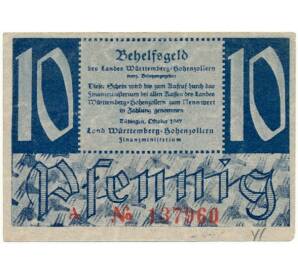 10
10
Behelfsgeld
des Landes Württemberg-Hohenzollern
franz. Besatzungsgebiet
Dieser Schein wird bis zum Aufruf durch das
Finanzministerium bei allen Kassen des Landes
Württemberg-Hohenzollern zum Nennwert
in Zahlung genommen
Tübingen, Oktober 1947
Land Württemberg-Hohenzollern
Finanzministerium
Pfennig
A № 137960